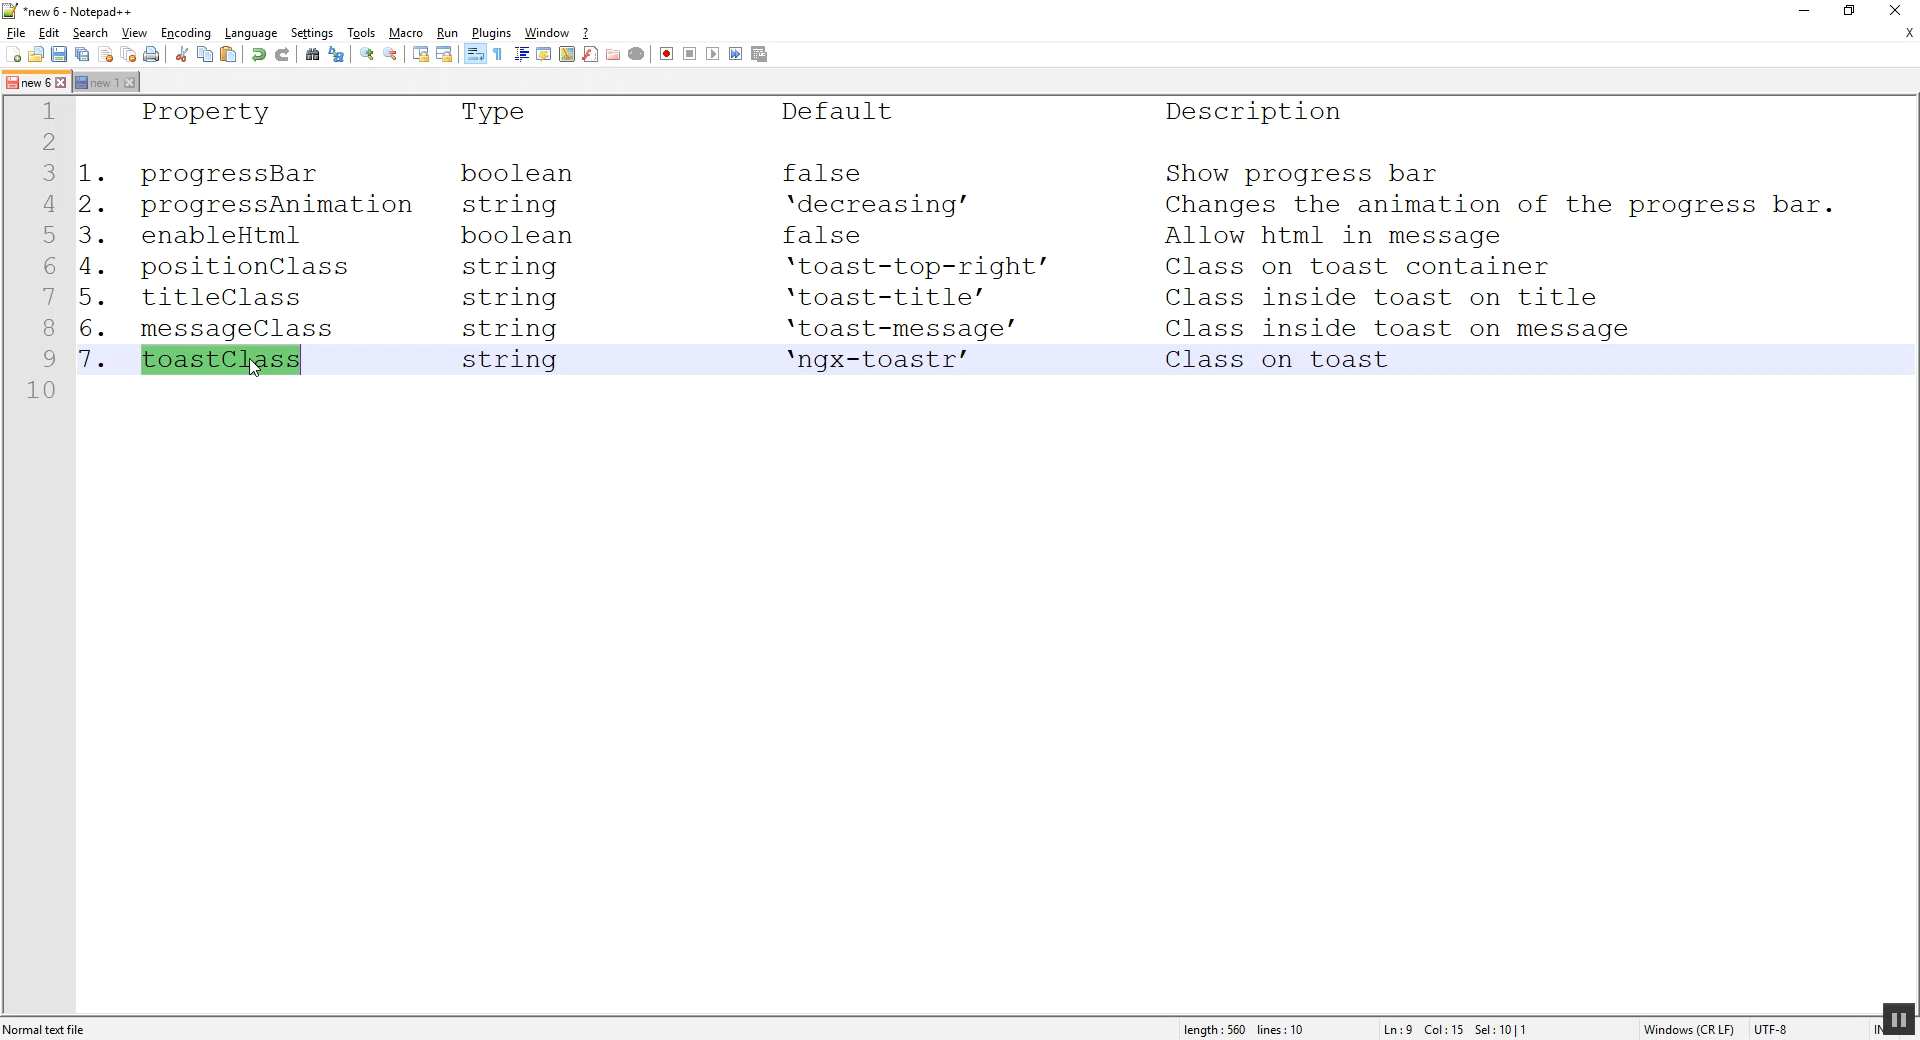 *new 6 - Notepad++
File Edit Search View Encoding Language Settings Tools Macro Run Plugins Window ? X
new 6 new 1
1 Property Type Default Description
2
3 1. progressBar boolean false Show progress bar
4 2. progressAnimation string ‘decreasing’ Changes the animation of the progress bar.
5 3. enableHtml boolean false Allow html in message
6 4. positionClass string ‘toast-top-right’ Class on toast container
7 5. titleClass string ‘toast-title’ Class inside toast on title
8 6. messageClass string ‘toast-message’ Class inside toast on message
9 7. toastClass string ‘ngx-toastr’ Class on toast
10
Normal text file length : 560 lines : 10 Ln : 9 Col : 15 Sel : 10 | 1 Windows (CR LF) UTF-8